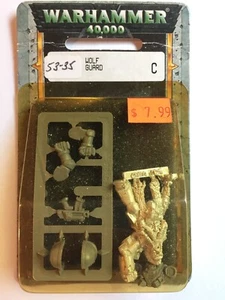 WARHAMMER
40,000
53-35 WOLF
GUARD C
$7.99